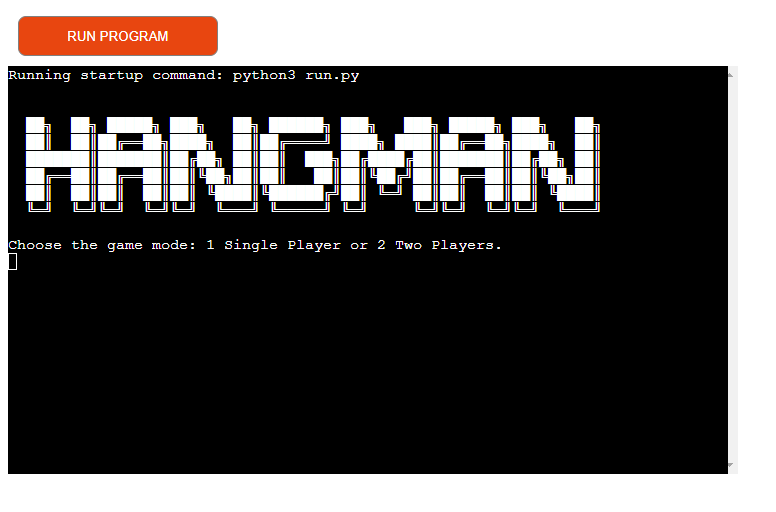 RUN PROGRAM
Running startup command: python3 run.py
HANGMAN
Choose the game mode: 1 Single Player or 2 Two Players.